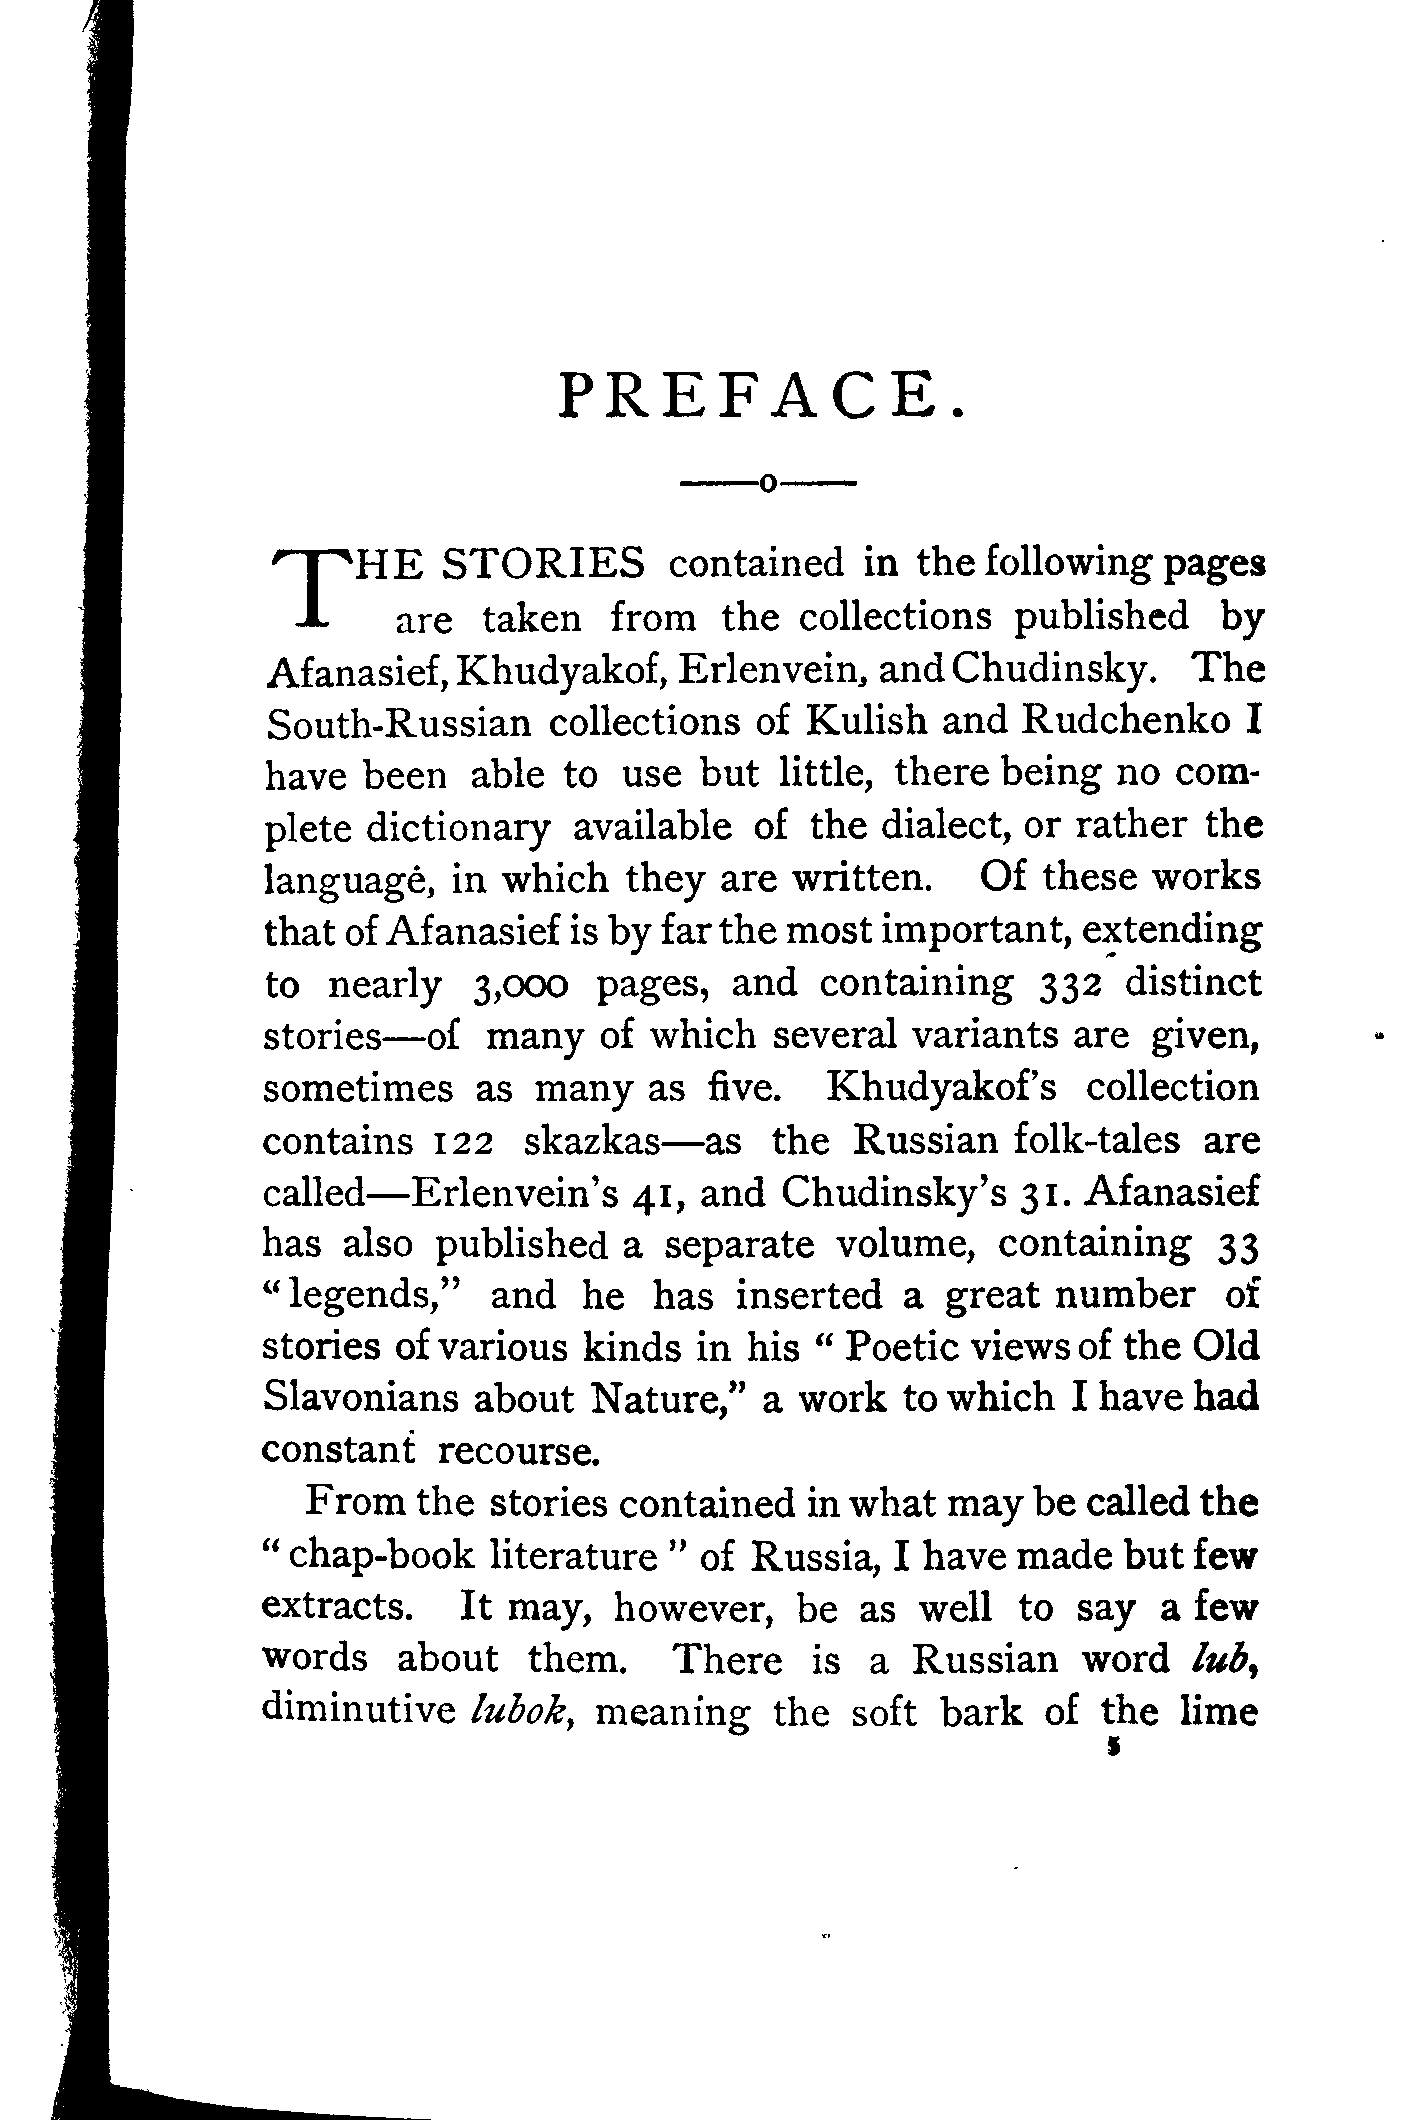 PREFACE.
THE STORIES contained in the following pages
are taken from the collections published by
Afanasief, Khudyakof, Erlenvein, and Chudinsky. The
South-Russian collections of Kulish and Rudchenko I
have been able to use but little, there being no com-
plete dictionary available of the dialect, or rather the
language, in which they are written. Of these works
that of Afanasief is by far the most important, extending
to nearly 3,000 pages, and containing 332 distinct
stories—of many of which several variants are given,
sometimes as many as five. Khudyakof's collection
contains 122 skazkas—as the Russian folk-tales are
called—Erlenvein's 41, and Chudinsky's 31. Afanasief
has also published a separate volume, containing 33
"legends," and he has inserted a great number of
stories of various kinds in his "Poetic views of the Old
Slavonians about Nature," a work to which I have had
constant recourse.
From the stories contained in what may be called the
"chap-book literature" of Russia, I have made but few
extracts. It may, however, be as well to say a few
words about them. There is a Russian word lub,
diminutive lubok, meaning the soft bark of the lime
5